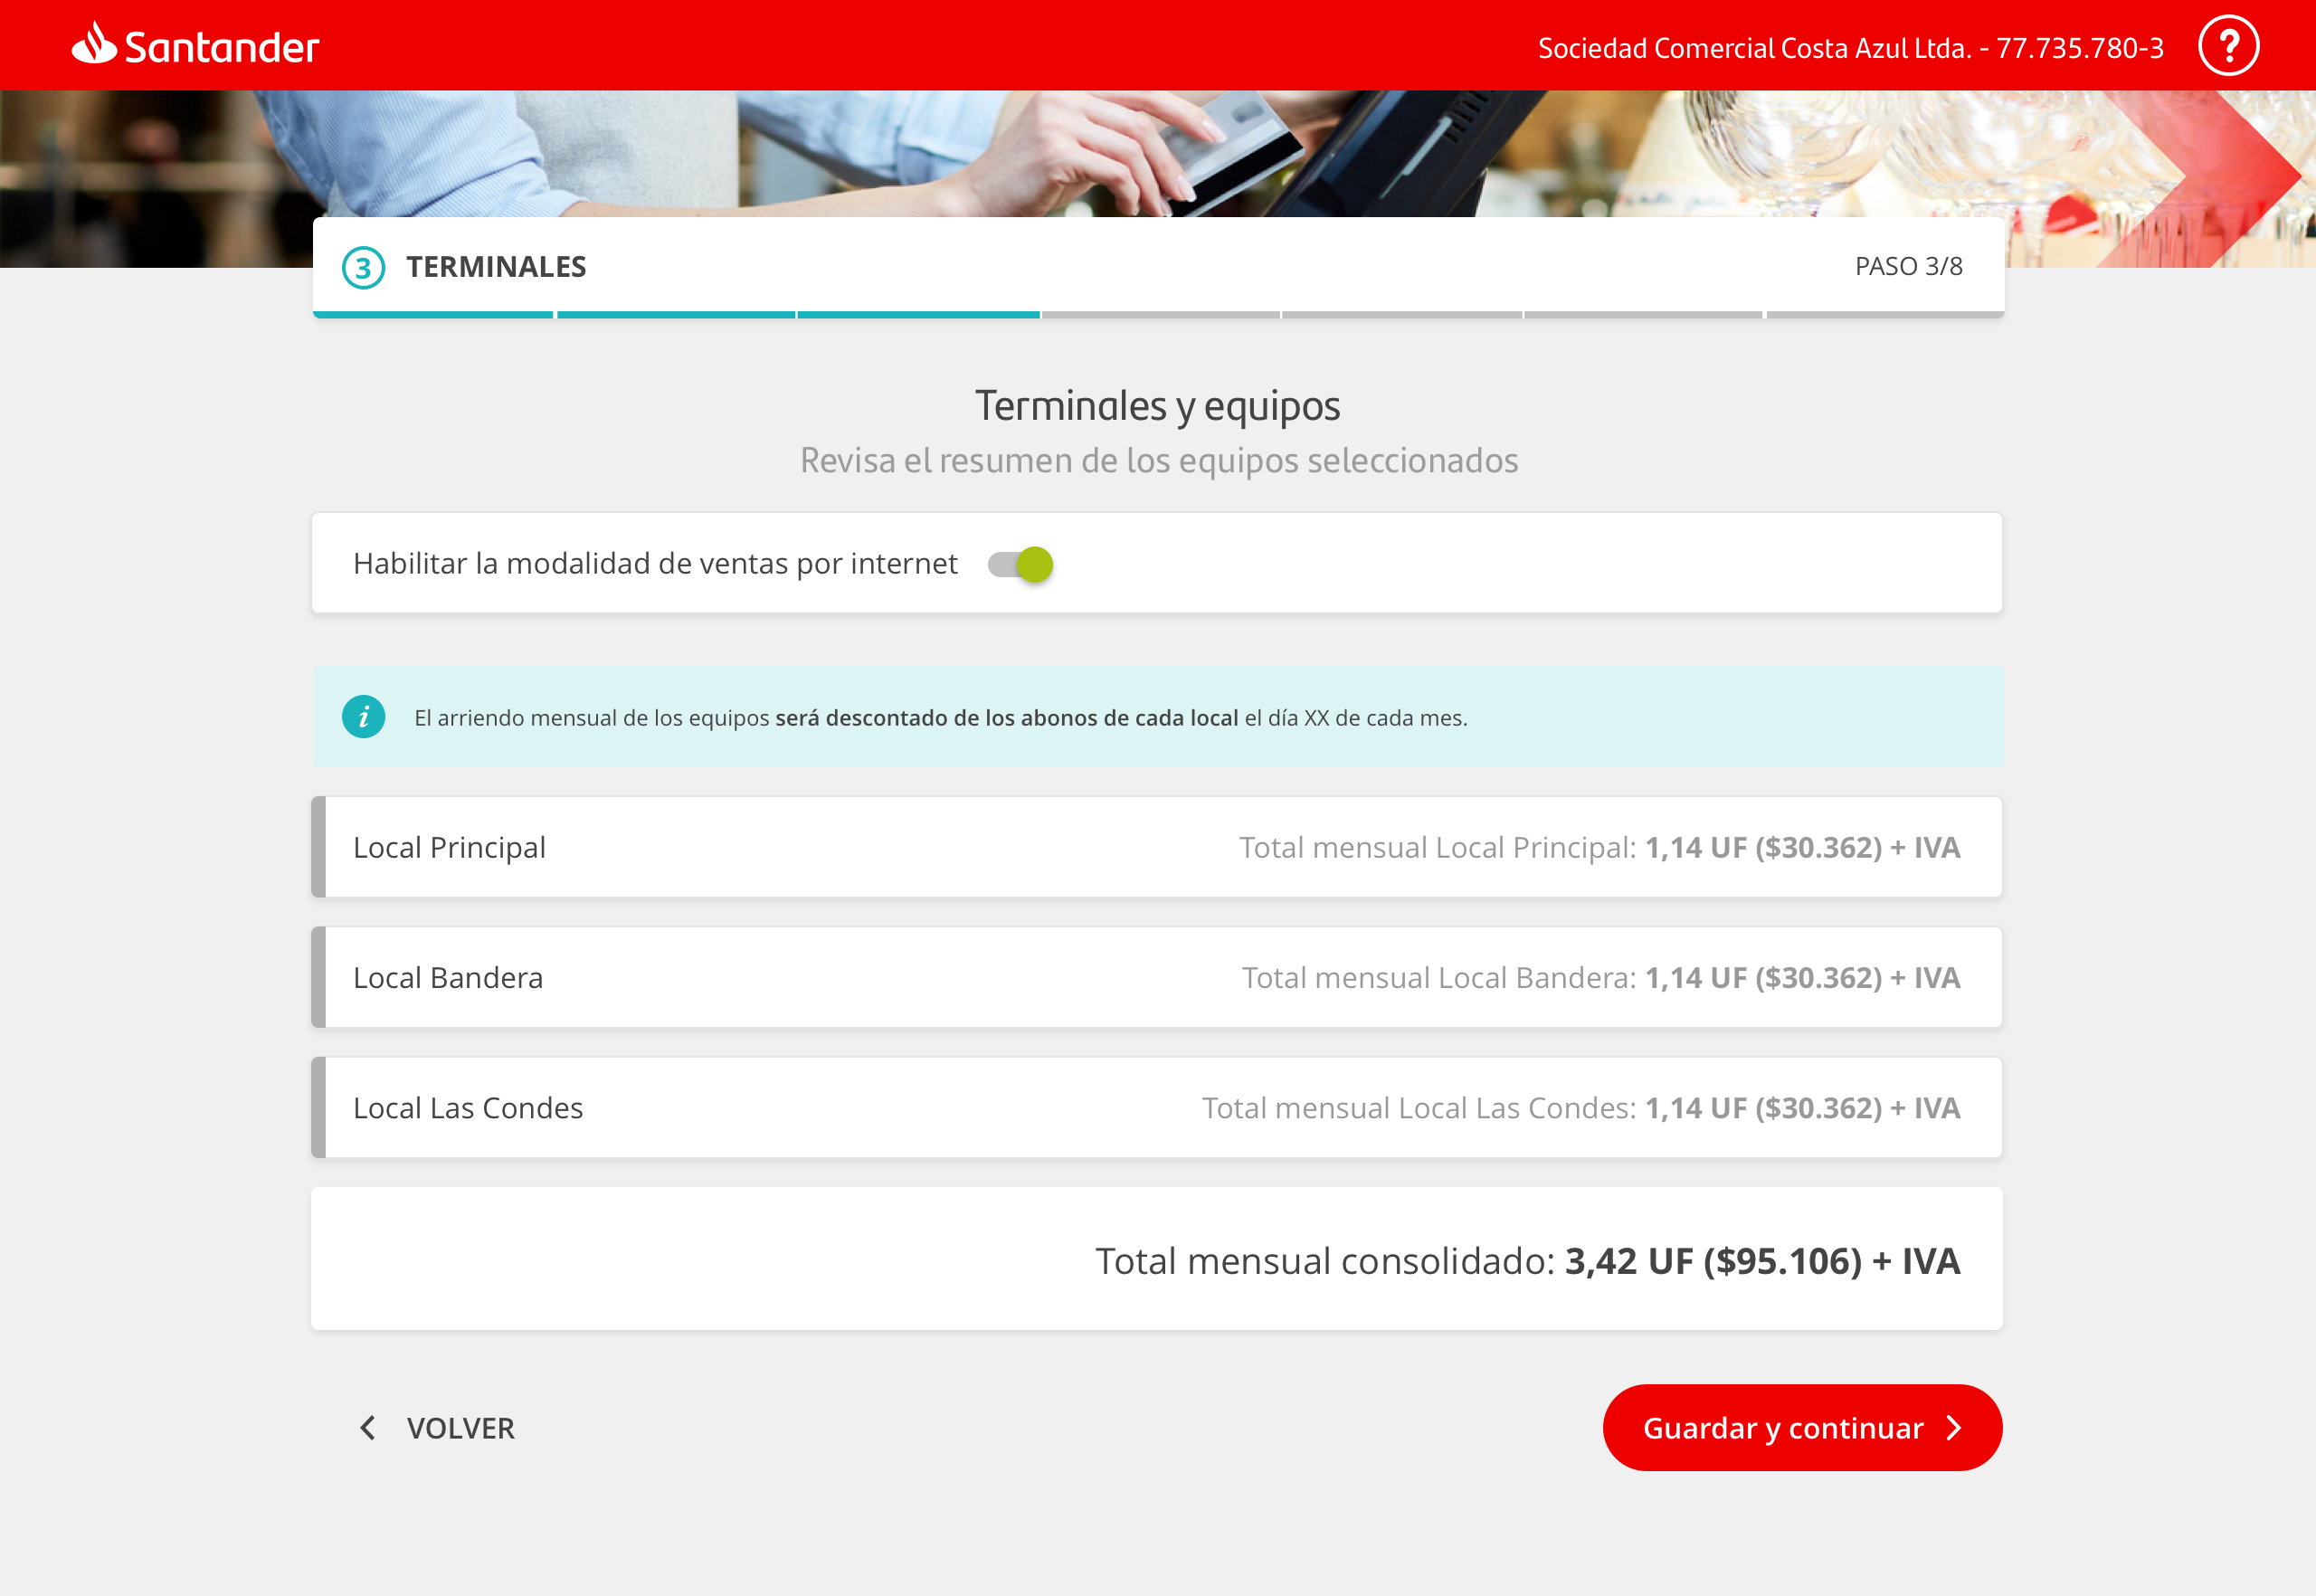 Santander
Sociedad Comercial Costa Azul Ltda. - 77.735.780-3
?
3 TERMINALES
PASO 3/8
Terminales y equipos
Revisa el resumen de los equipos seleccionados
Habilitar la modalidad de ventas por internet
i El arriendo mensual de los equipos será descontado de los abonos de cada local el día XX de cada mes.
Local Principal
Total mensual Local Principal: 1,14 UF ($30.362) + IVA
Local Bandera
Total mensual Local Bandera: 1,14 UF ($30.362) + IVA
Local Las Condes
Total mensual Local Las Condes: 1,14 UF ($30.362) + IVA
Total mensual consolidado: 3,42 UF ($95.106) + IVA
VOLVER
Guardar y continuar